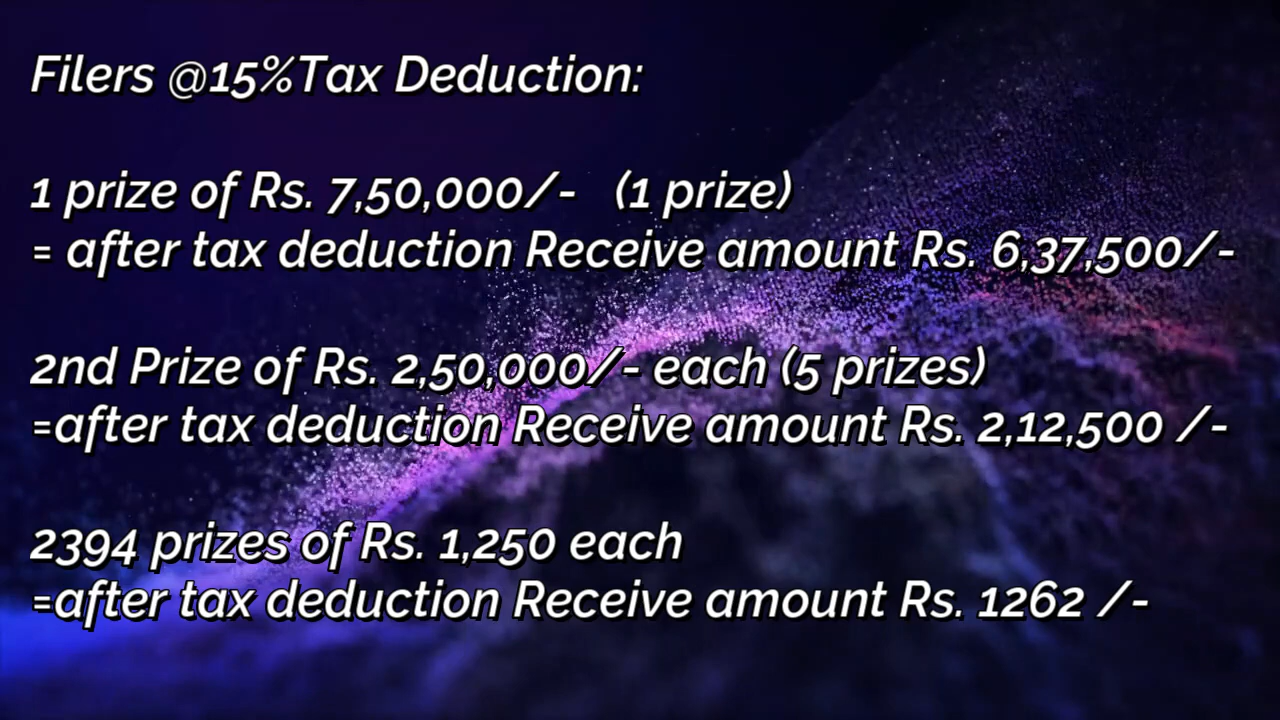 Filers @15%Tax Deduction:
1 prize of Rs. 7,50,000/- (1 prize)
= after tax deduction Receive amount Rs. 6,37,500/-
2nd Prize of Rs. 2,50,000/- each (5 prizes)
=after tax deduction Receive amount Rs. 2,12,500 /-
2394 prizes of Rs. 1,250 each
=after tax deduction Receive amount Rs. 1262 /-